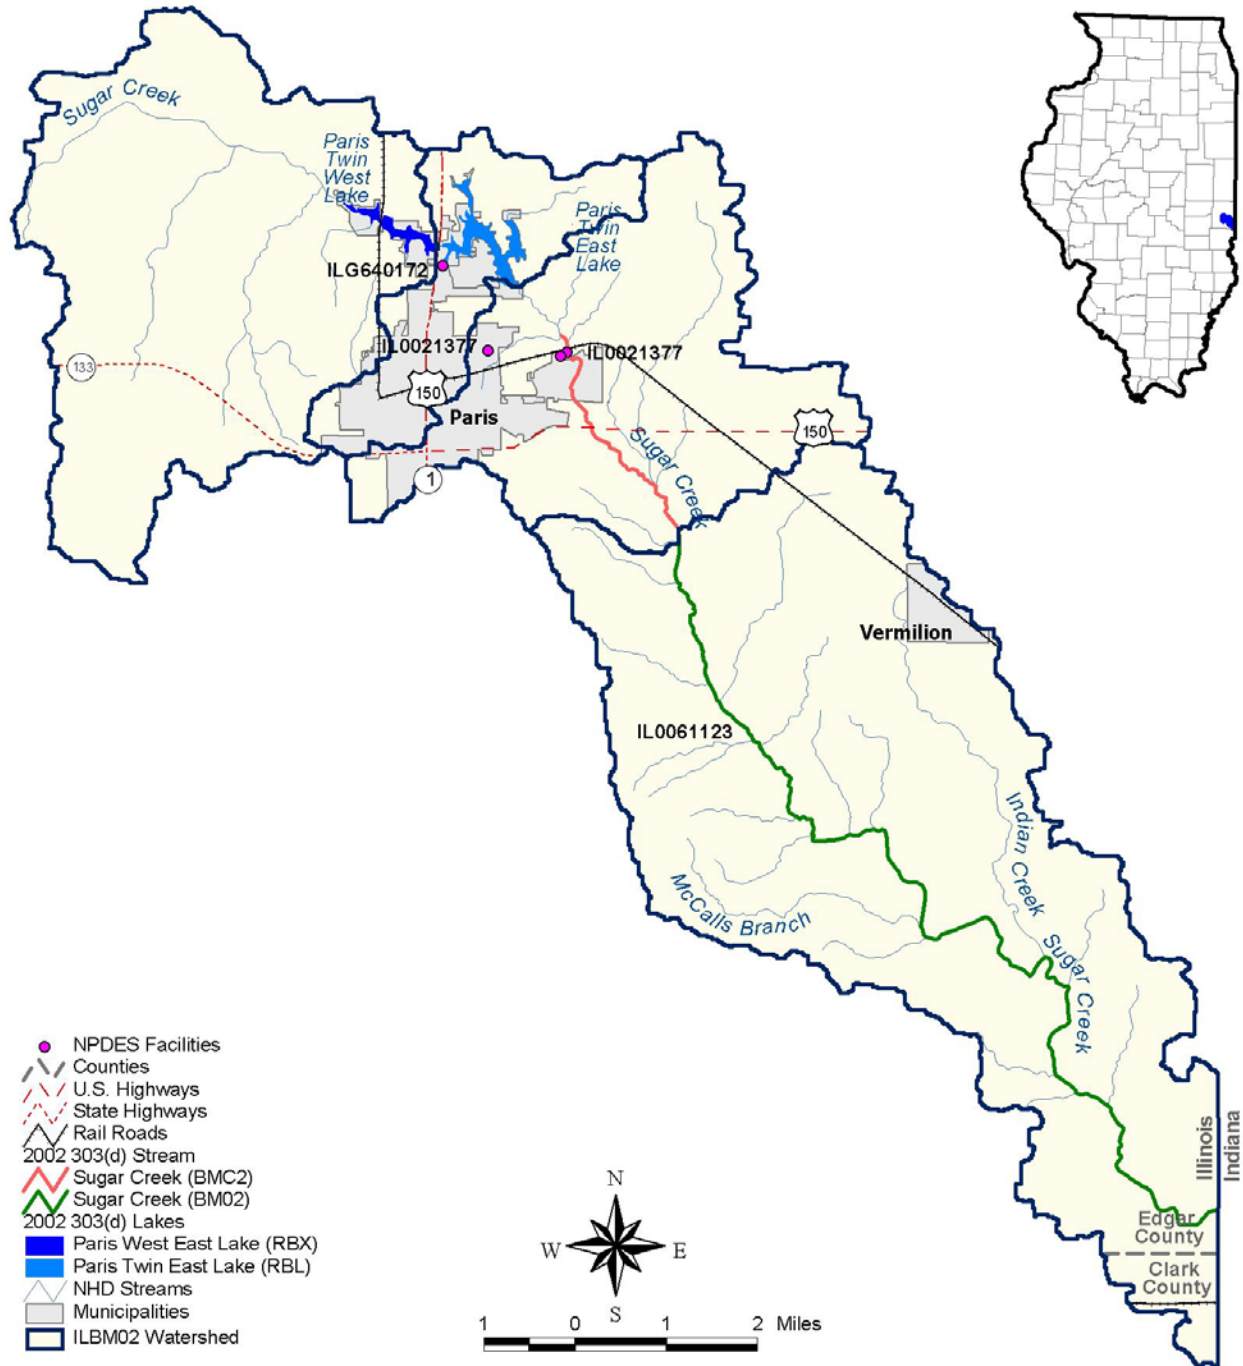 Sugar Creek
Paris
Twin
West
Lake
Paris
Twin
East
Lake
ILG640172
IL0021377
IL0021377
133
150
Paris
150
1
Sugar Creek
Vermilion
IL0061123
Indian Creek
McCalls Branch
Sugar Creek
Illinois
Indiana
Edgar
County
Clark
County
NPDES Facilities
Counties
U.S. Highways
State Highways
Rail Roads
2002 303(d) Stream
Sugar Creek (BMC2)
Sugar Creek (BM02)
2002 303(d) Lakes
Paris West East Lake (RBX)
Paris Twin East Lake (RBL)
NHD Streams
Municipalities
ILBM02 Watershed
N
W E
S
1 0 1 2 Miles